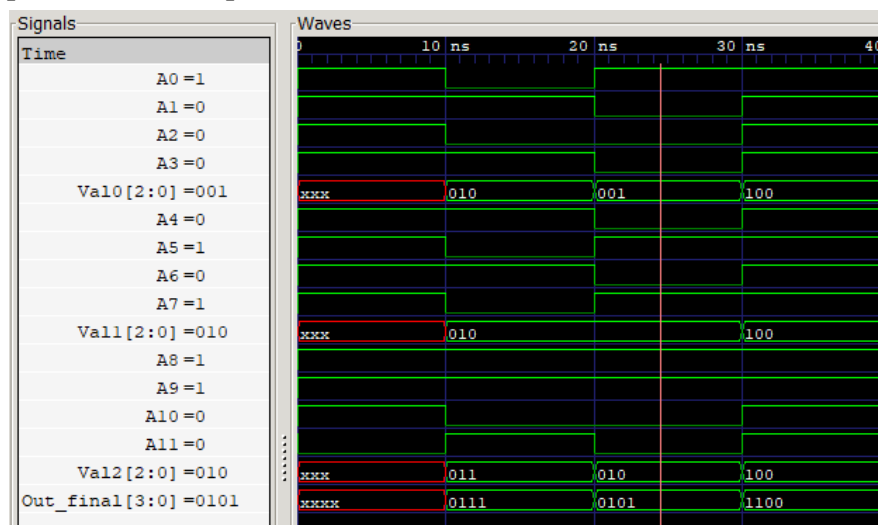 Signals
Waves
Time
0 10 ns 20 ns 30 ns 40
A0 =1
A1 =0
A2 =0
A3 =0
Val0[2:0] =001 xxx 010 001 100
A4 =0
A5 =1
A6 =0
A7 =1
Val1[2:0] =010 xxx 010 100
A8 =1
A9 =1
A10 =0
A11 =0
Val2[2:0] =010 xxx 011 010 100
Out_final[3:0] =0101 xxxx 0111 0101 1100